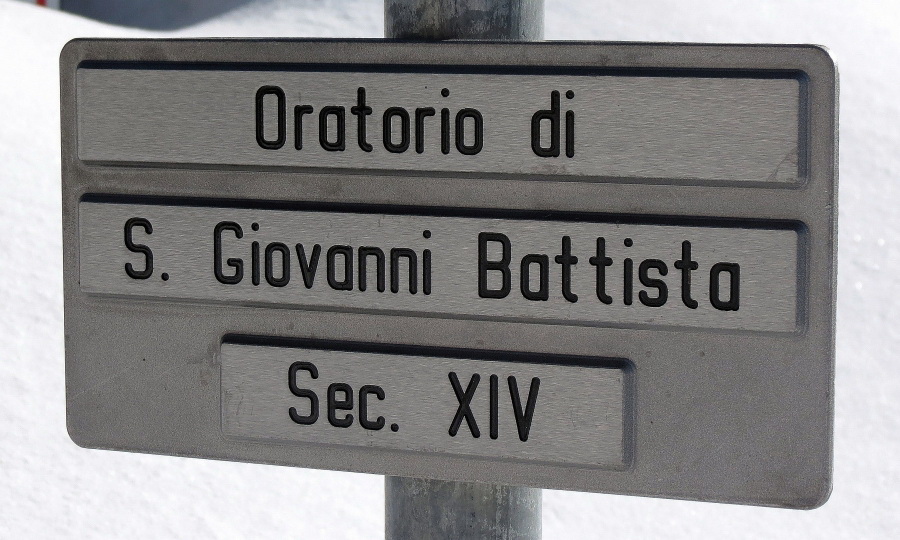 Oratorio di
S. Giovanni Battista
Sec. XIV